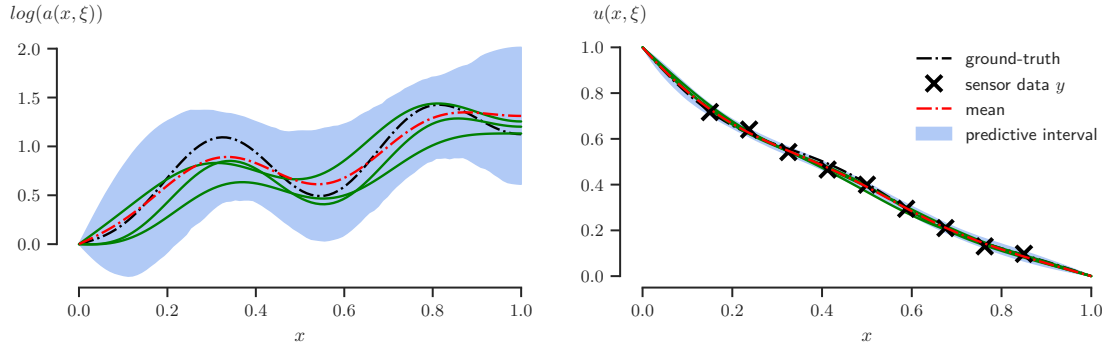 log(a(x, ξ))
2.0
1.5
1.0
0.5
0.0
0.0 0.2 0.4 0.6 0.8 1.0
x
u(x, ξ)
1.0
0.8
0.6
0.4
0.2
0.0
0.0 0.2 0.4 0.6 0.8 1.0
x
ground-truth
sensor data y
mean
predictive interval